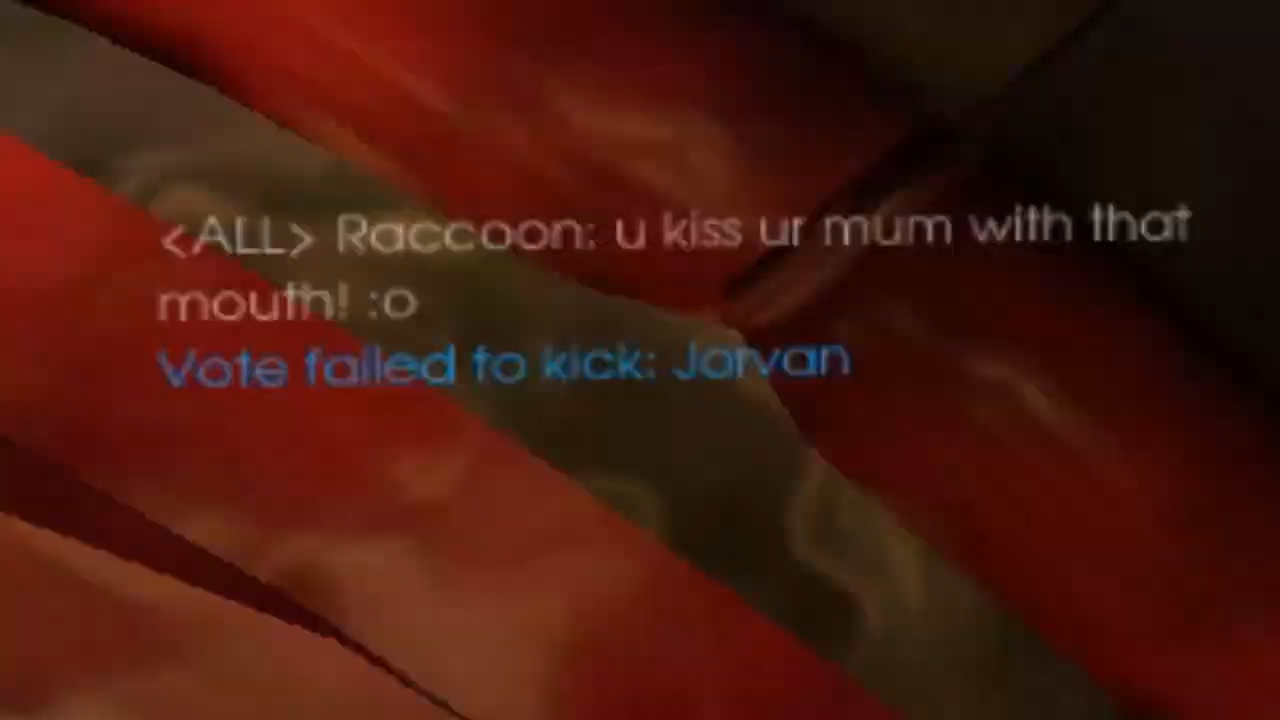 <ALL> Raccoon: u kiss ur mum with that
mouth! :o
Vote failed to kick: Jarvan